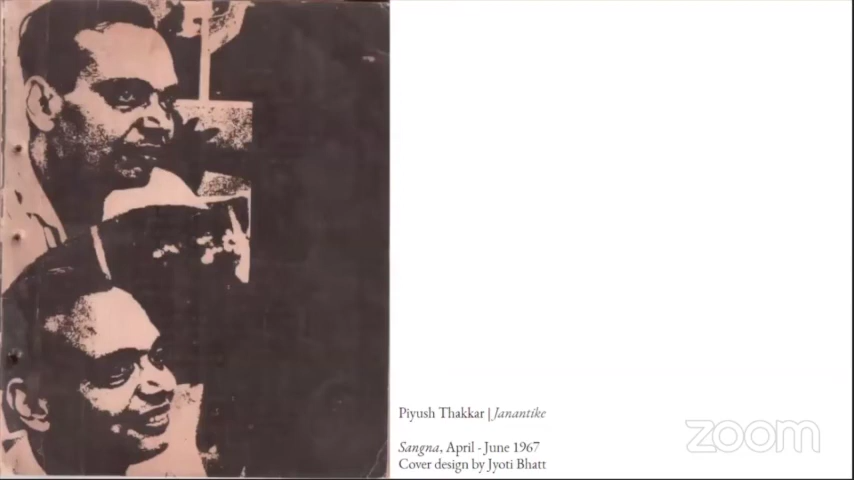 Piyush Thakkar | Janantike
Sangna, April - June 1967
Cover design by Jyoti Bhatt
zoom